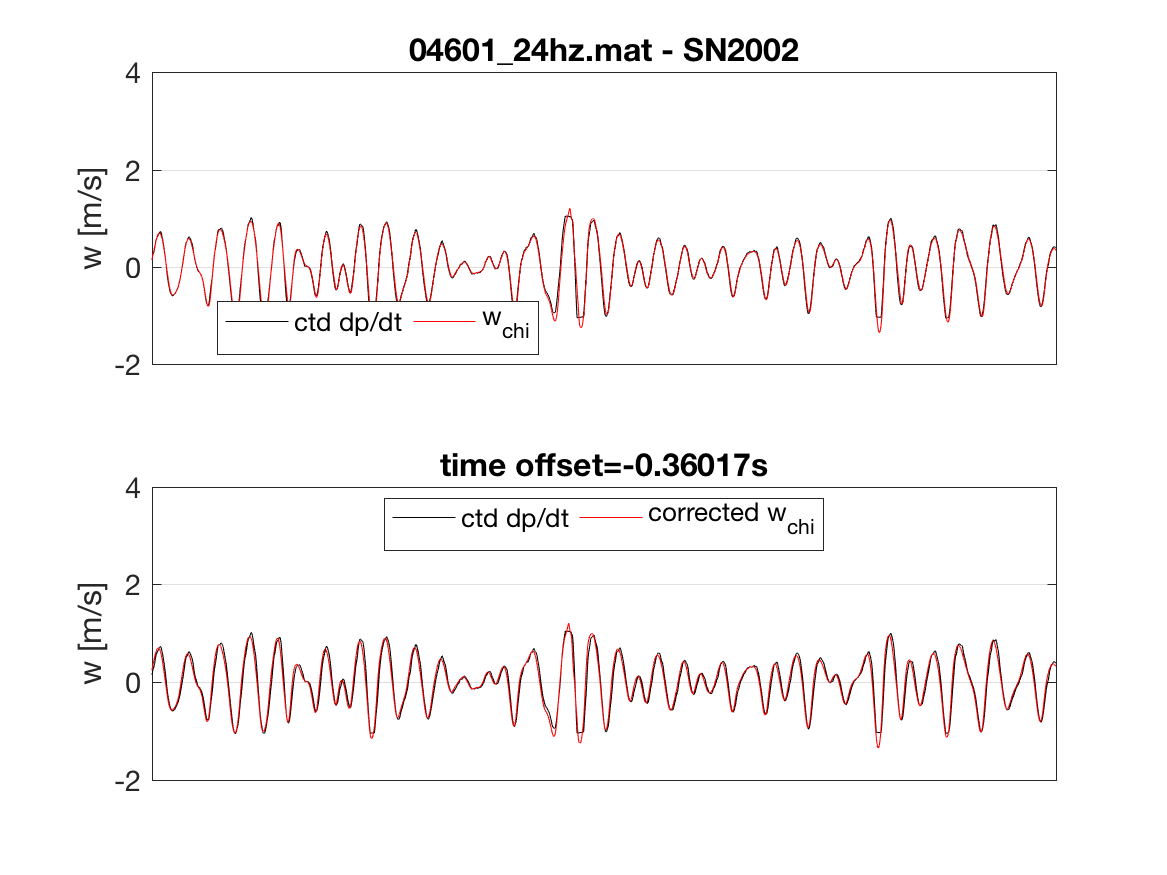 04601_24hz.mat - SN2002
4
2
0
-2
w [m/s]
ctd dp/dt w_chi
time offset=-0.36017s
4
2
0
-2
w [m/s]
ctd dp/dt corrected w_chi